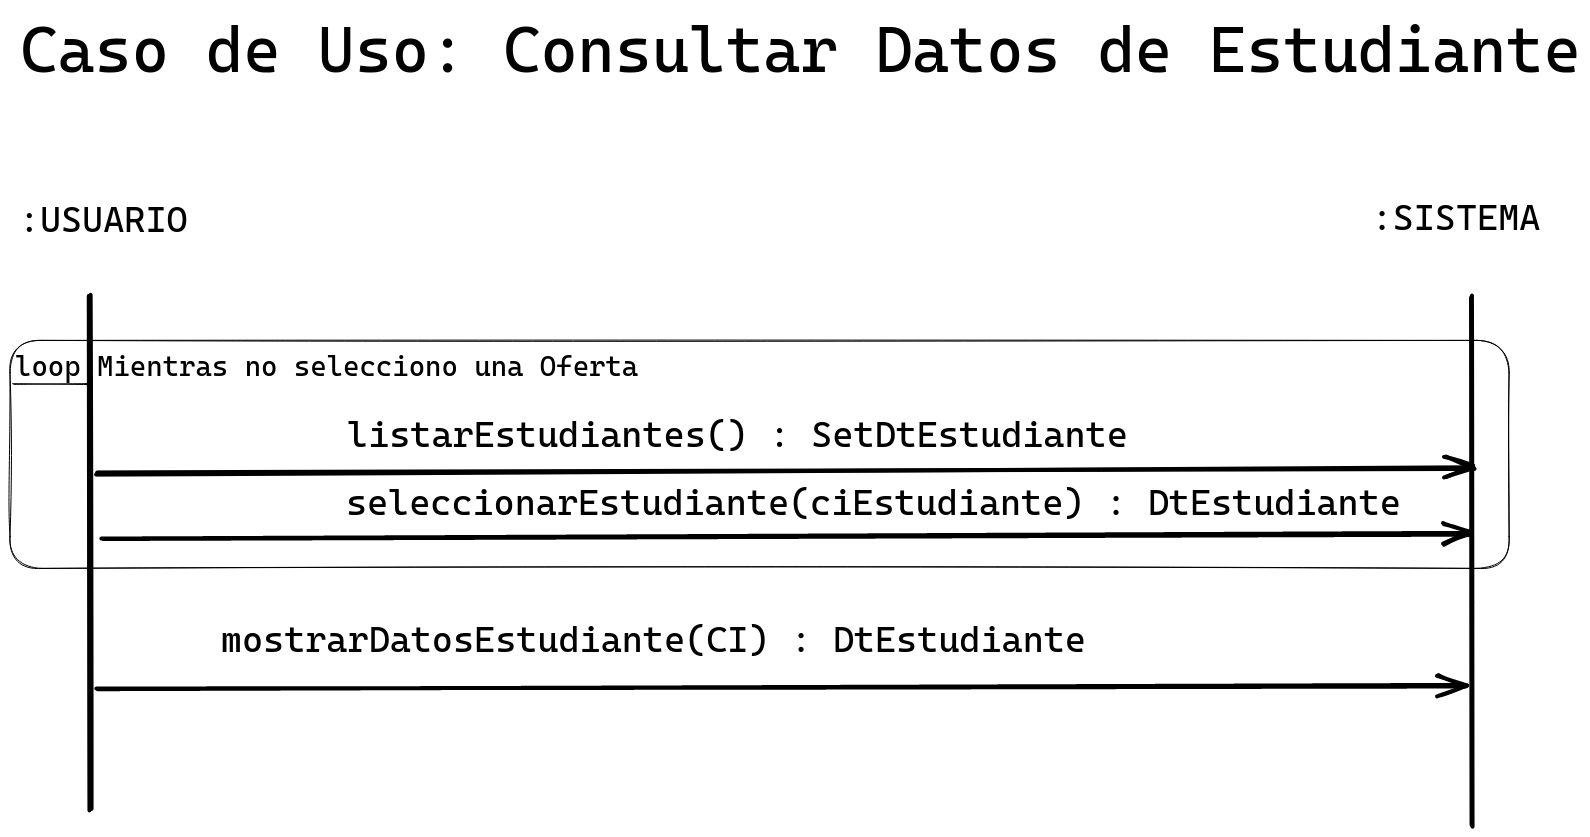 Caso de Uso: Consultar Datos de Estudiante
:USUARIO
:SISTEMA
loop Mientras no selecciono una Oferta
listarEstudiantes() : SetDtEstudiante
seleccionarEstudiante(ciEstudiante) : DtEstudiante
mostrarDatosEstudiante(CI) : DtEstudiante